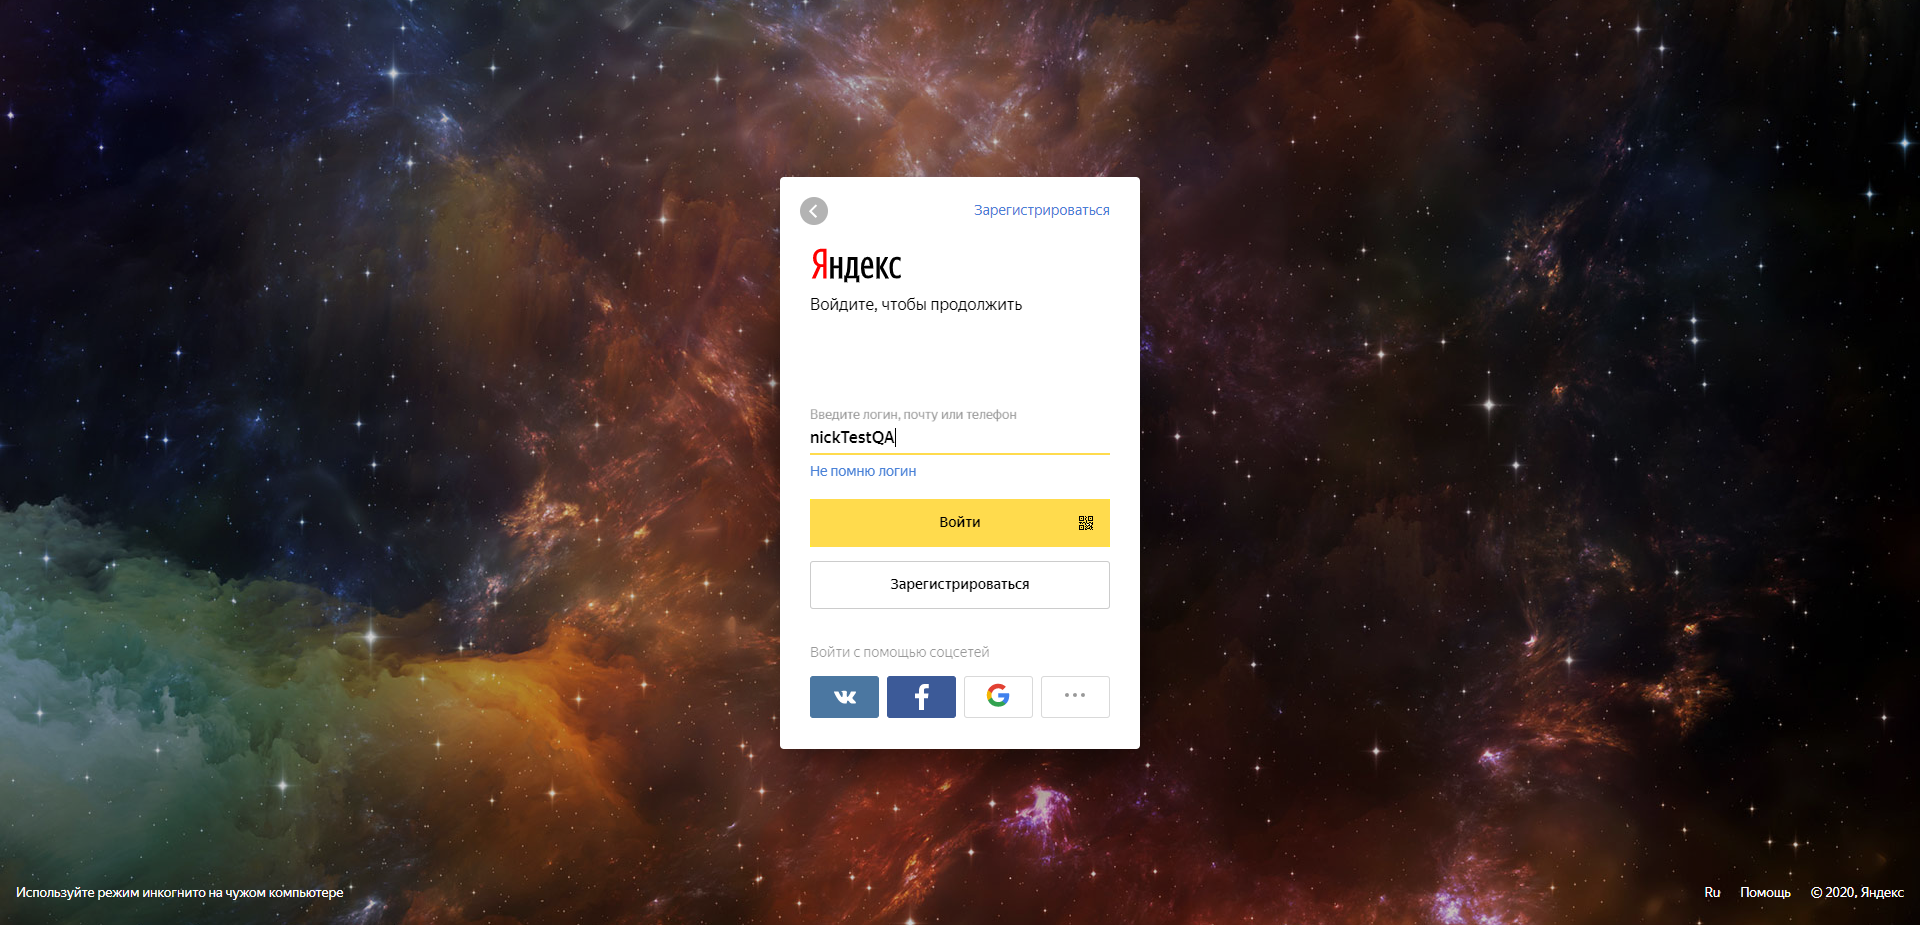 Зарегистрироваться
Яндекс
Войдите, чтобы продолжить
Введите логин, почту или телефон
nickTestQA
Не помню логин
Войти
Зарегистрироваться
Войти с помощью соцсетей
Используйте режим инкогнито на чужом компьютере
Ru Помощь © 2020, Яндекс